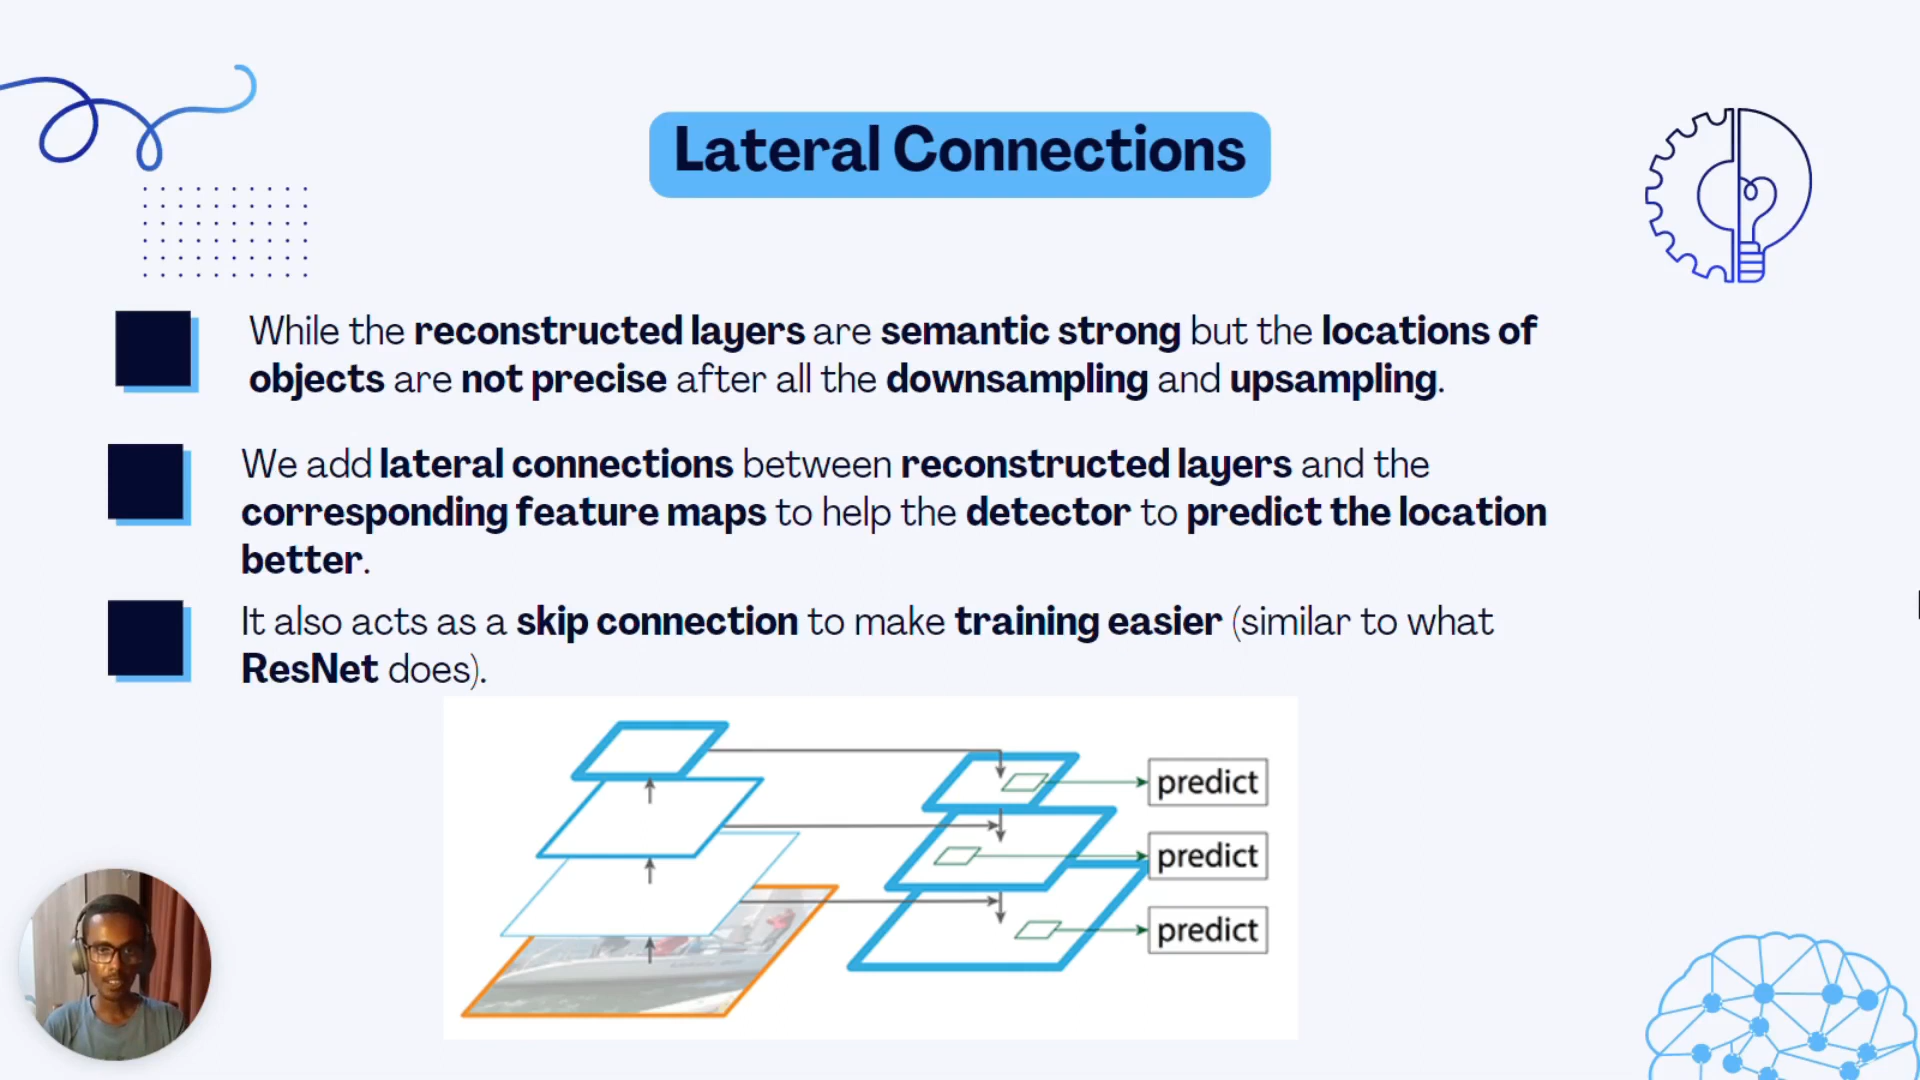 Lateral Connections
While the reconstructed layers are semantic strong but the locations of
objects are not precise after all the downsampling and upsampling.
We add lateral connections between reconstructed layers and the
corresponding feature maps to help the detector to predict the location
better.
It also acts as a skip connection to make training easier (similar to what
ResNet does).
predict
predict
predict